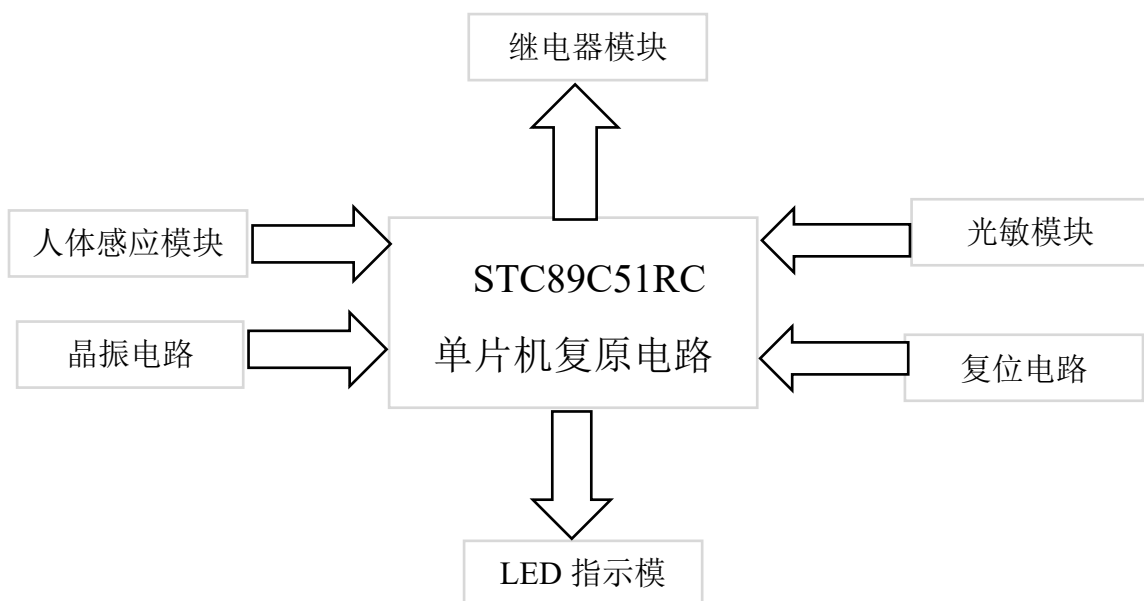 继电器模块
人体感应模块
光敏模块
STC89C51RC
单片机复原电路
晶振电路
复位电路
LED 指示模